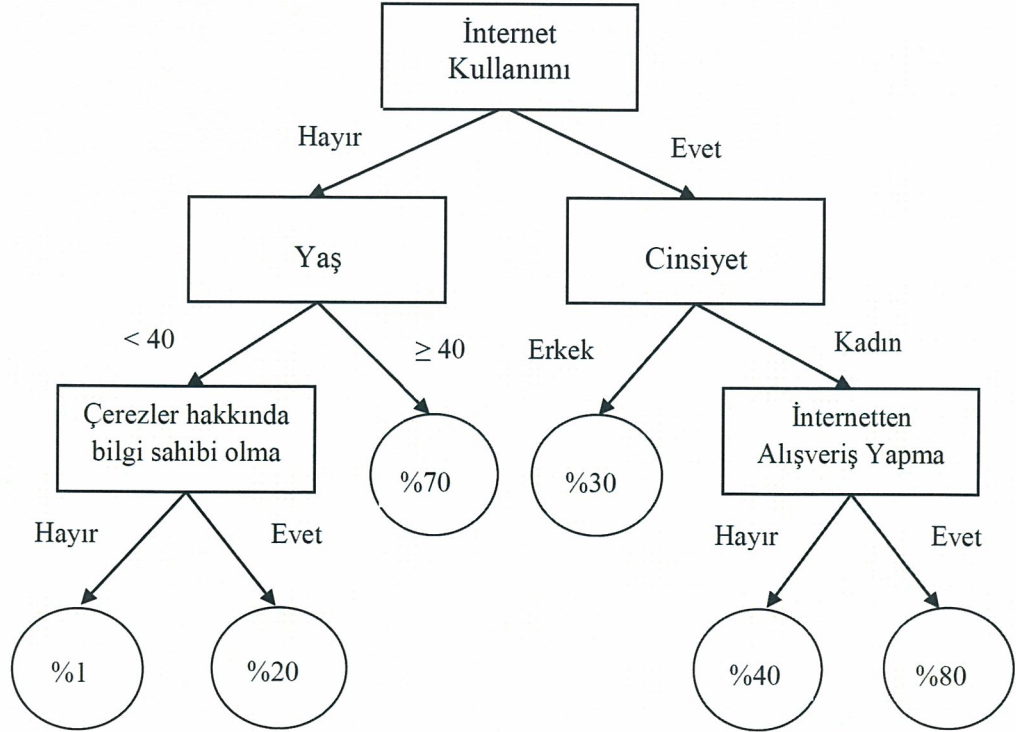 İnternet
Kullanımı
Hayır
Evet
Yaş
Cinsiyet
< 40
≥ 40
Erkek
Kadın
Çerezler hakkında
bilgi sahibi olma
%70
%30
İnternetten
Alışveriş Yapma
Hayır
Evet
Hayır
Evet
%1
%20
%40
%80